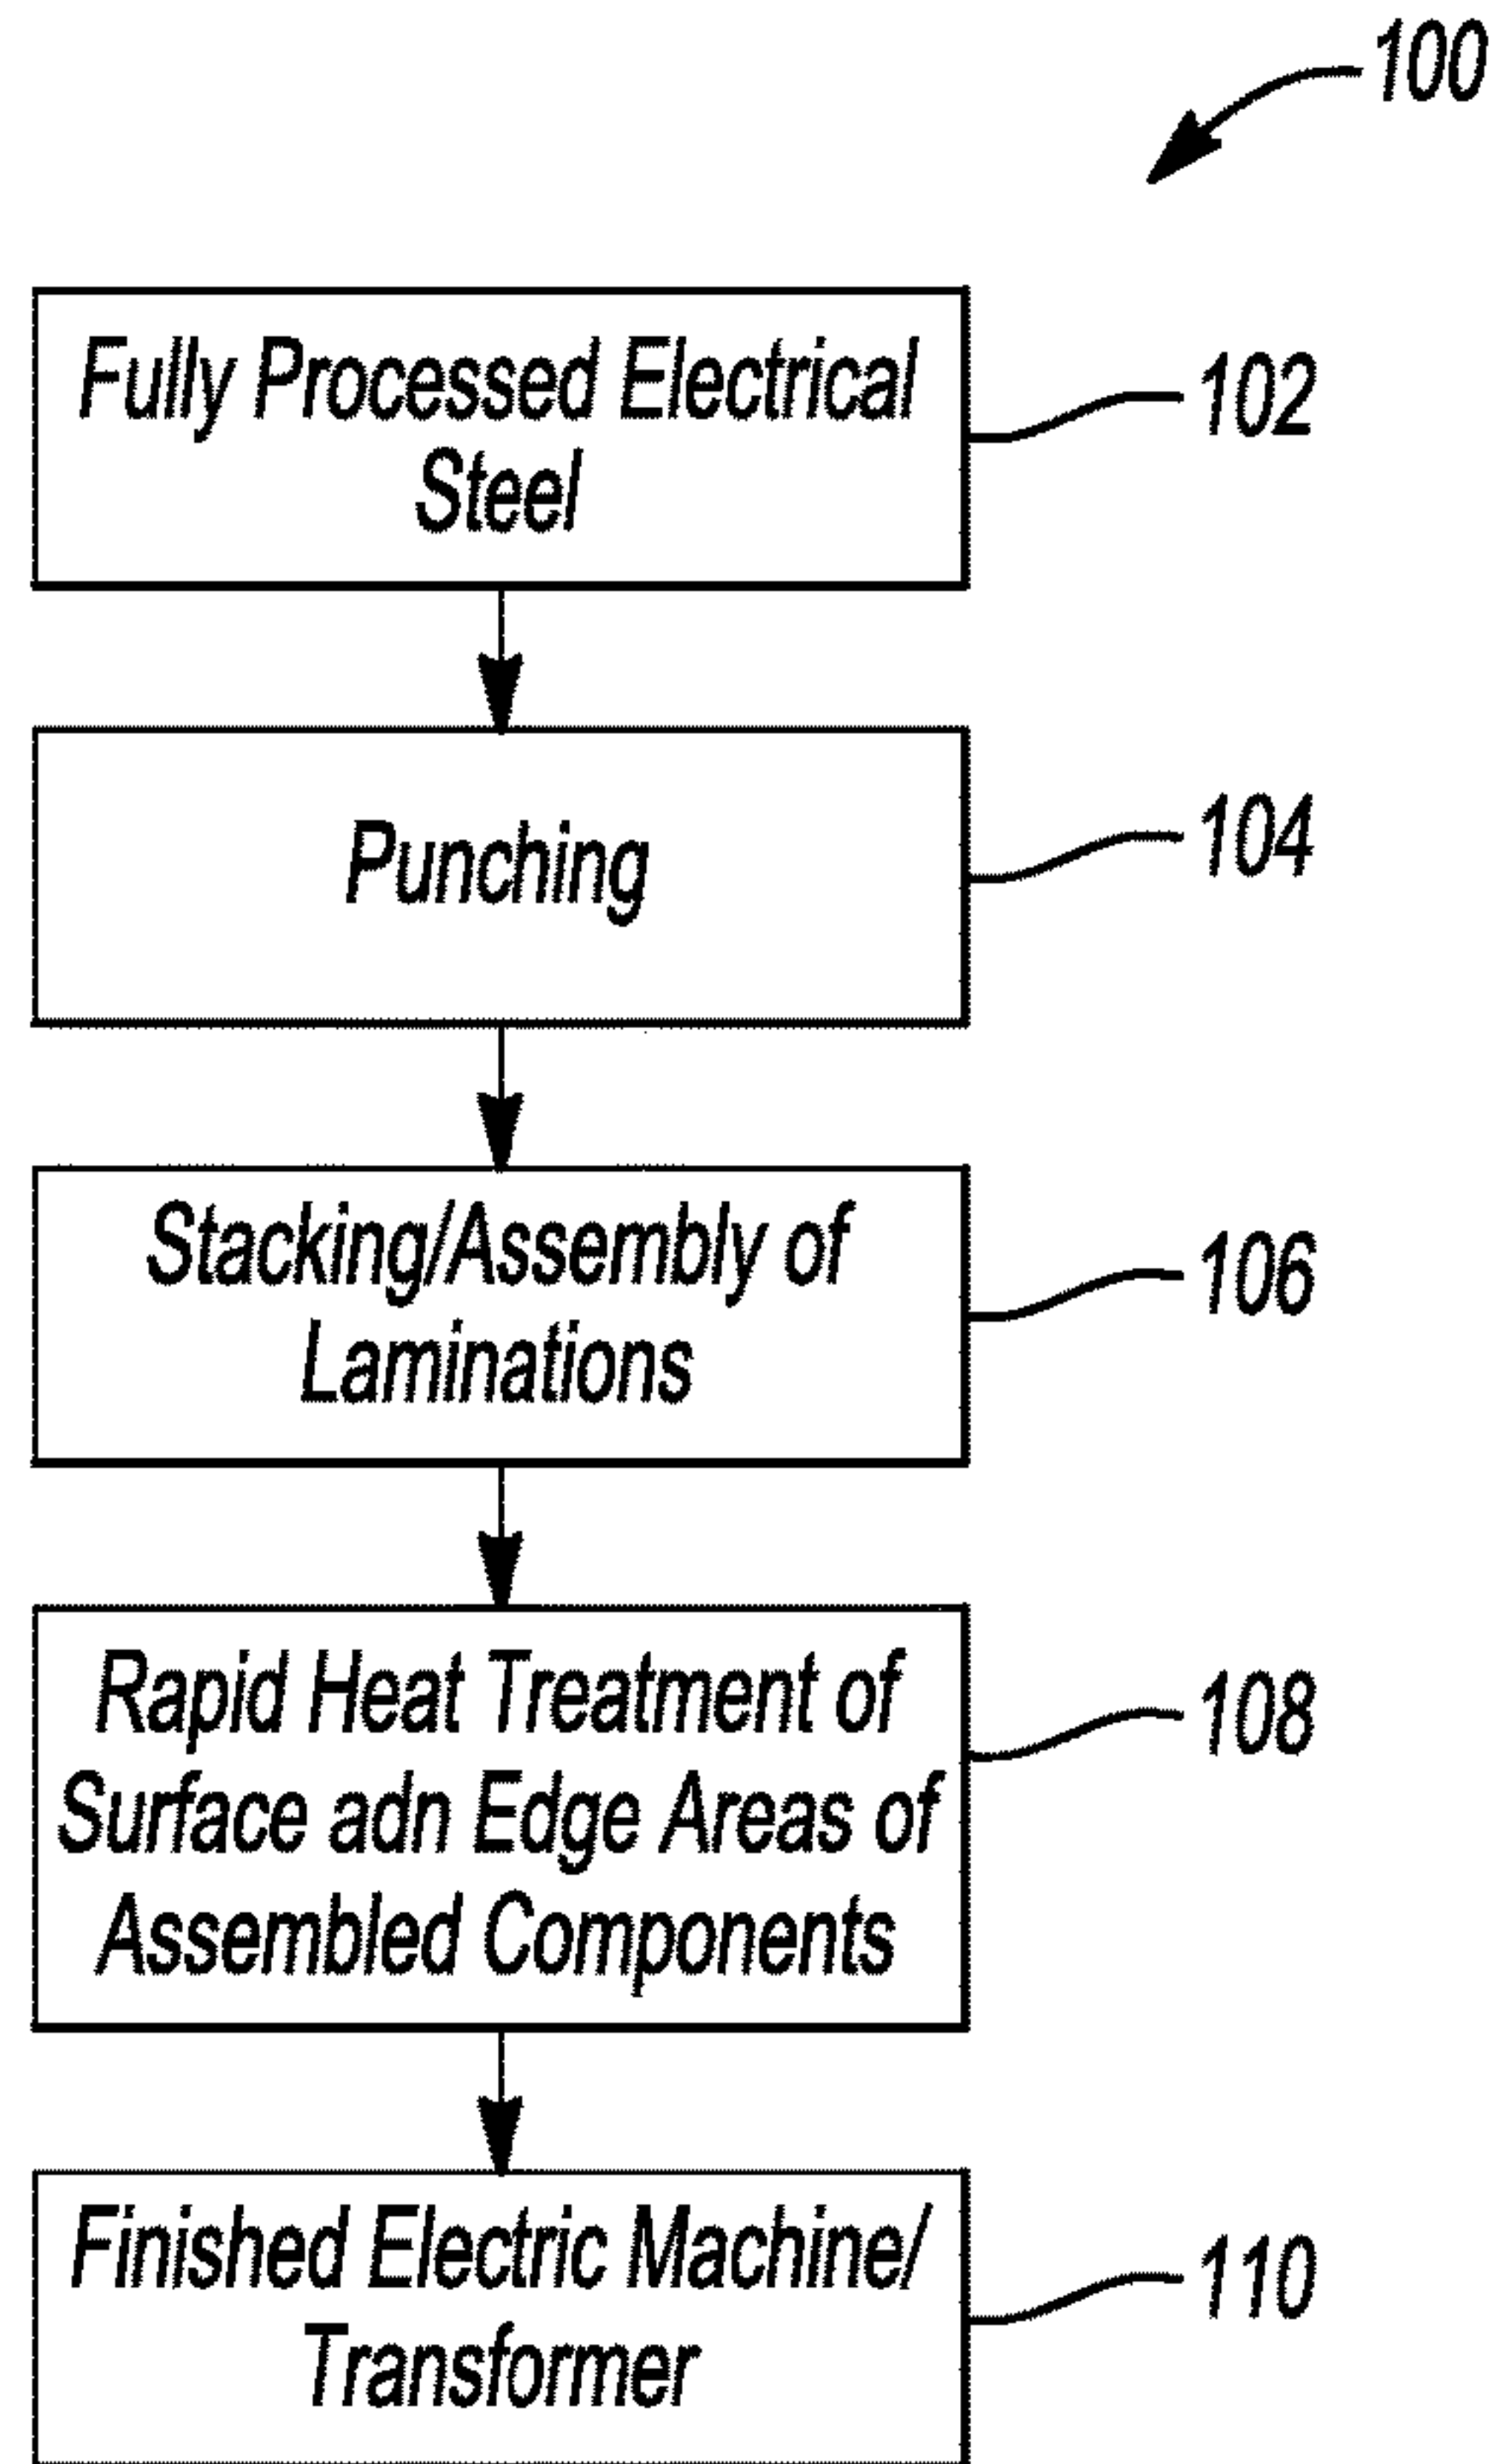 100
Fully Processed Electrical
Steel
102
Punching
104
Stacking/Assembly of
Laminations
106
Rapid Heat Treatment of
Surface adn Edge Areas of
Assembled Components
108
Finished Electric Machine/
Transformer
110